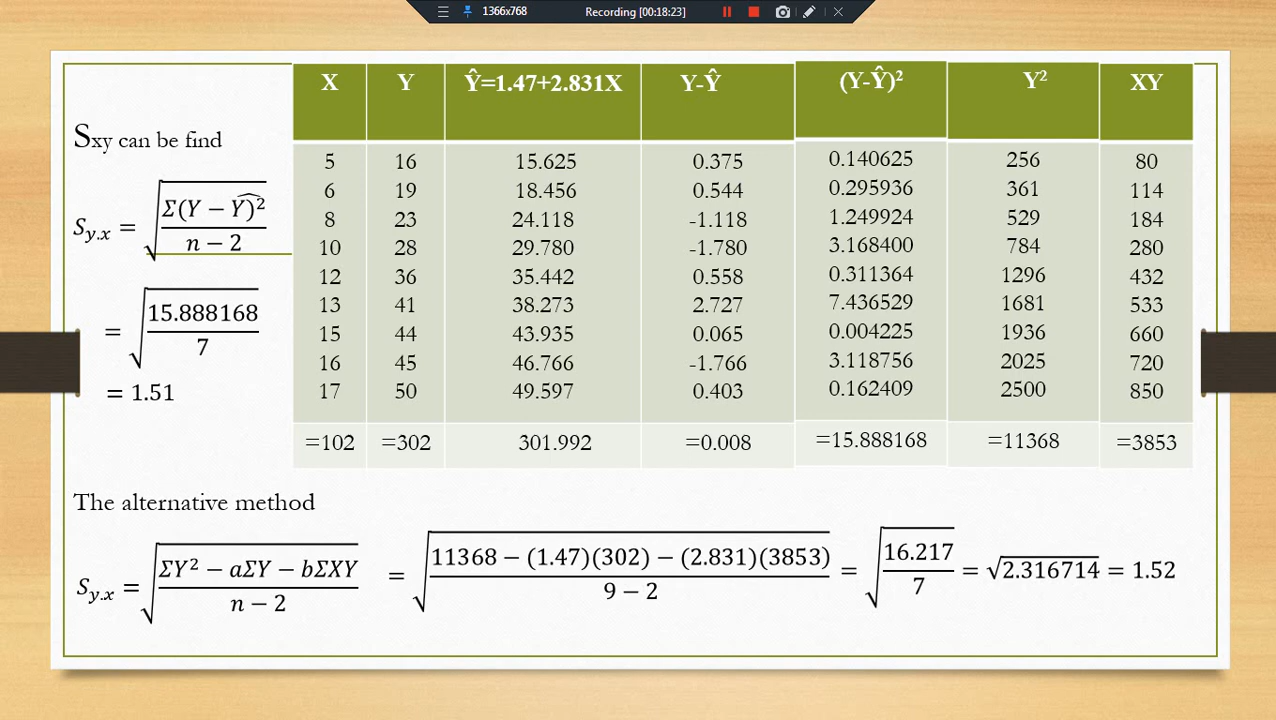 1366x768
Recording [00:18:23]
Sxy can be find
S_{y.x} = √(Σ(Y − Ŷ)²/(n − 2))
= √(15.888168/7)
= 1.51
X Y Ŷ=1.47+2.831X Y-Ŷ (Y-Ŷ)² Y² XY
5 16 15.625 0.375 0.140625 256 80
6 19 18.456 0.544 0.295936 361 114
8 23 24.118 -1.118 1.249924 529 184
10 28 29.780 -1.780 3.168400 784 280
12 36 35.442 0.558 0.311364 1296 432
13 41 38.273 2.727 7.436529 1681 533
15 44 43.935 0.065 0.004225 1936 660
16 45 46.766 -1.766 3.118756 2025 720
17 50 49.597 0.403 0.162409 2500 850
=102 =302 301.992 =0.008 =15.888168 =11368 =3853
The alternative method
S_{y.x} = √((ΣY² − aΣY − bΣXY)/(n − 2)) = √((11368 − (1.47)(302) − (2.831)(3853))/(9 − 2)) = √(16.217/7) = √2.316714 = 1.52